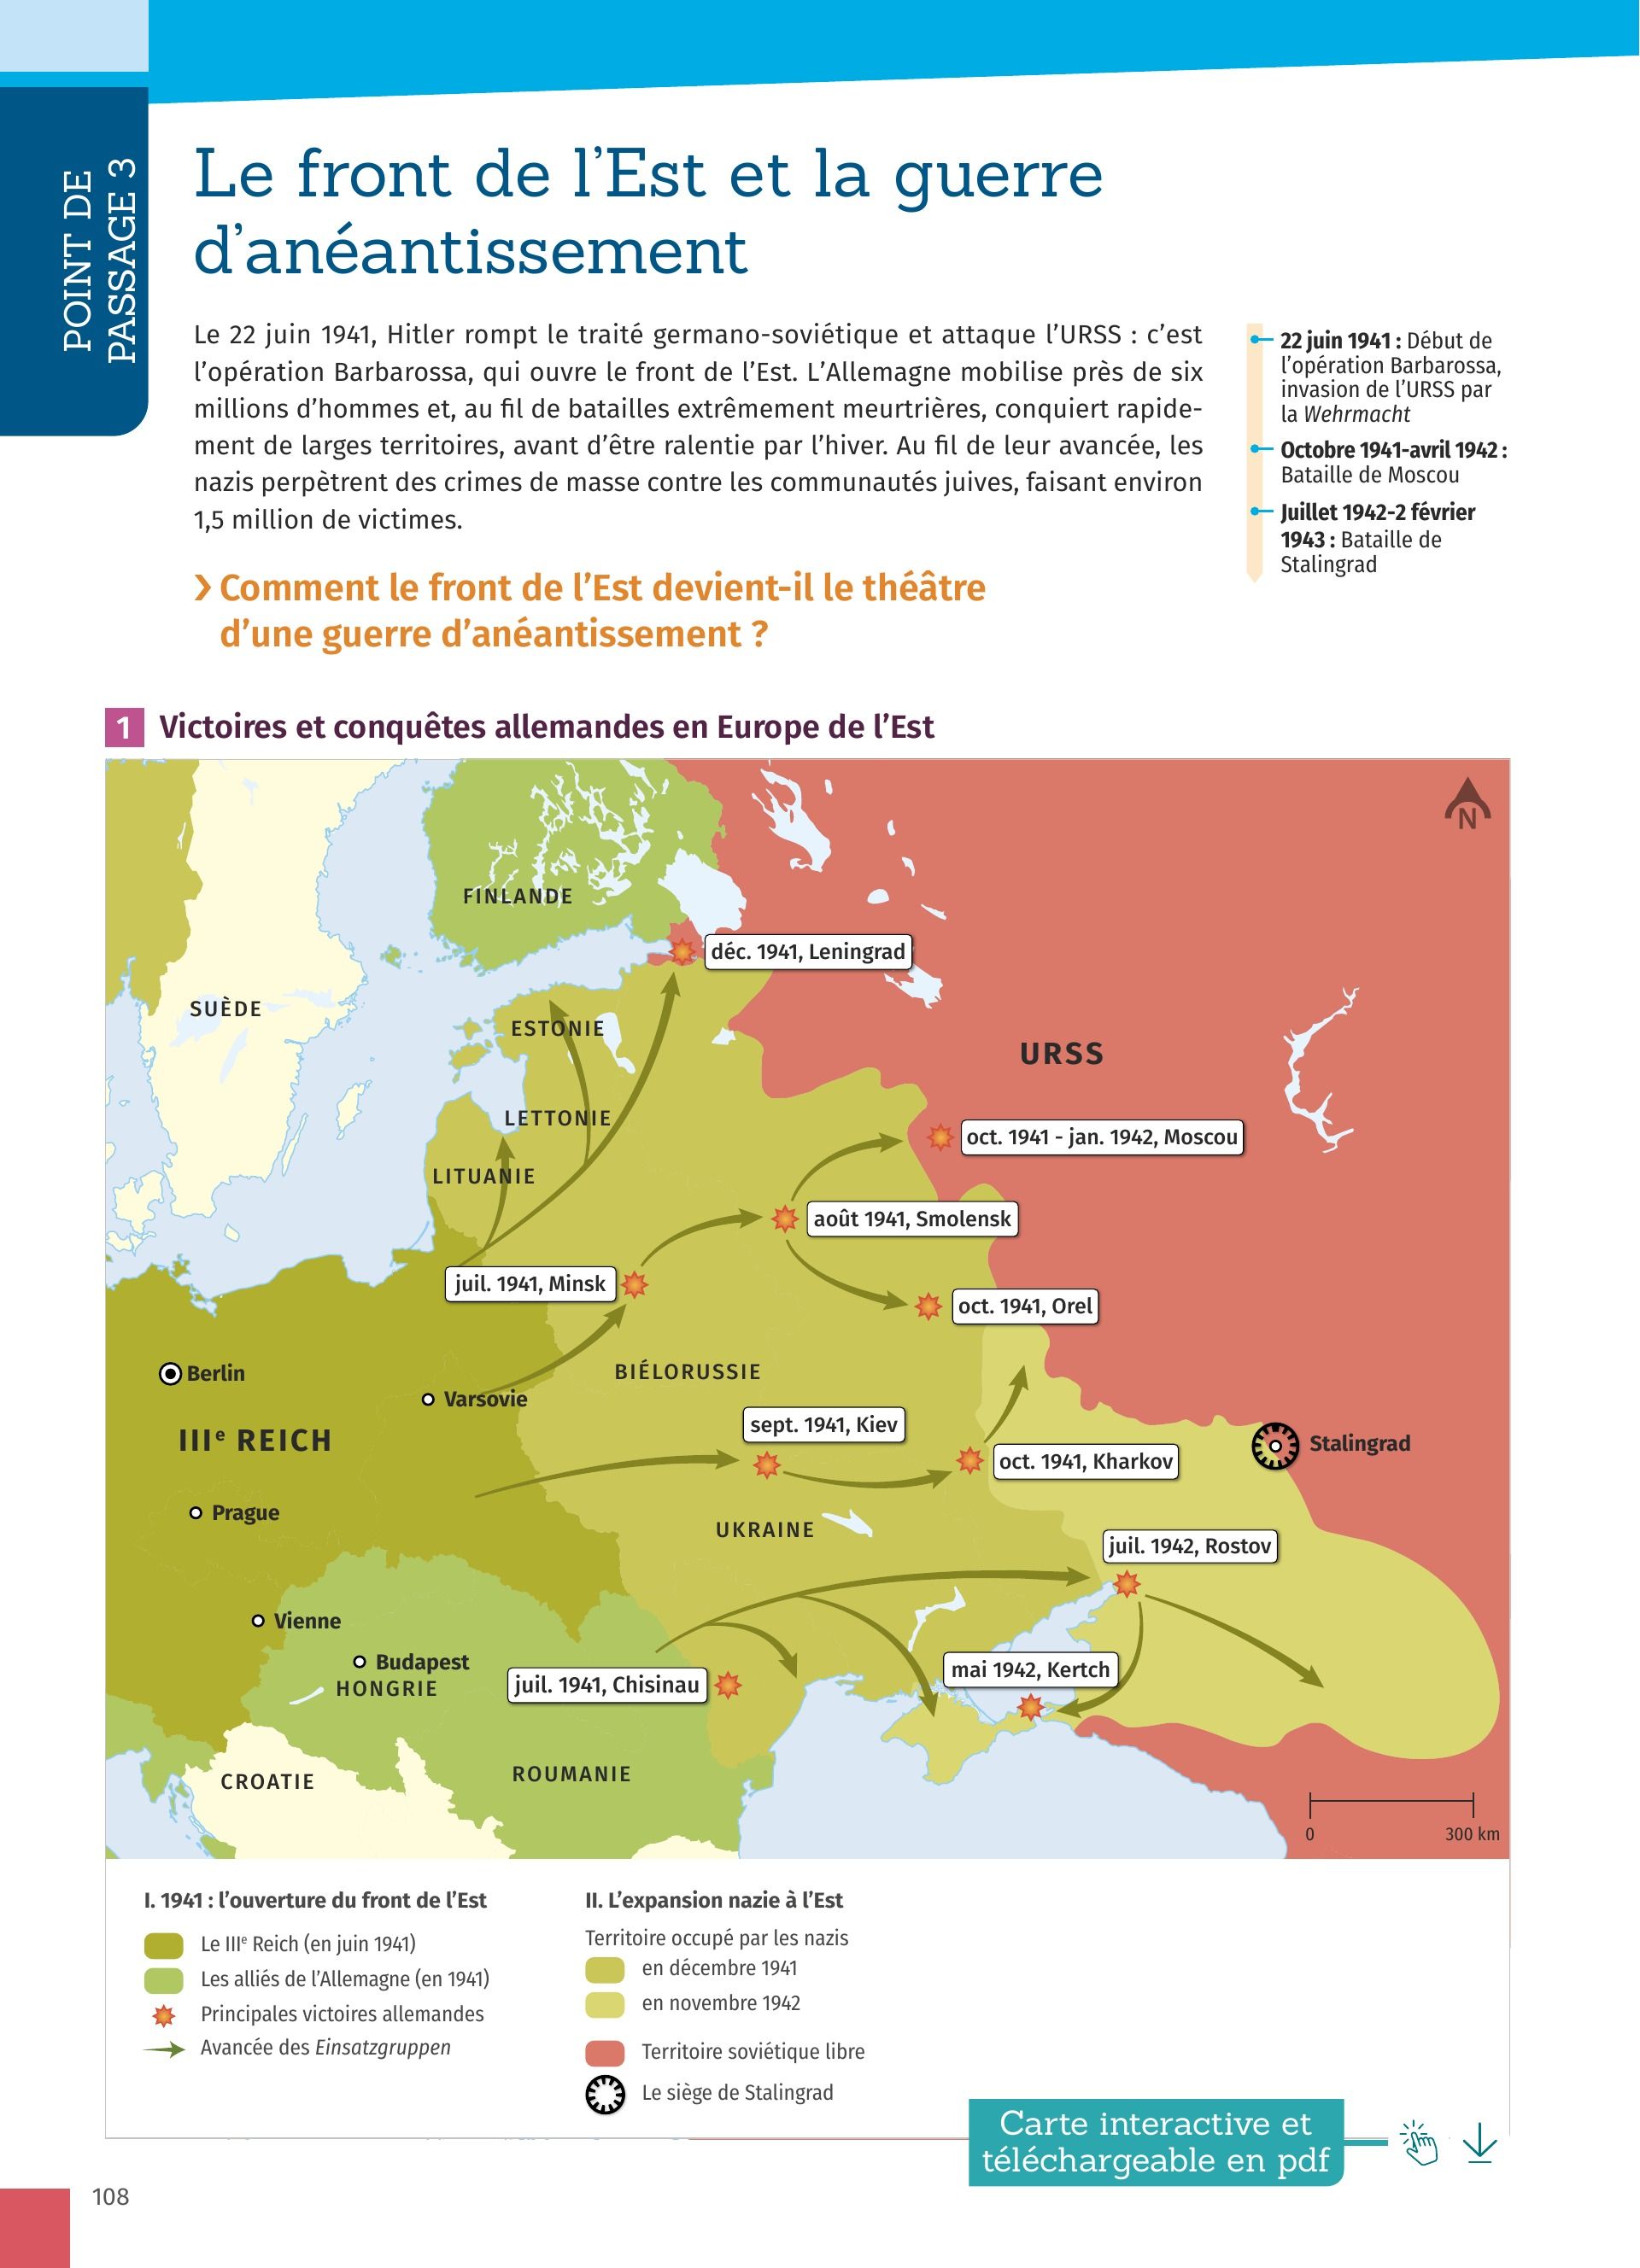 POINT DE
PASSAGE 3
Le front de l’Est et la guerre
d’anéantissement
Le 22 juin 1941, Hitler rompt le traité germano-soviétique et attaque l’URSS : c’est
l’opération Barbarossa, qui ouvre le front de l’Est. L’Allemagne mobilise près de six
millions d’hommes et, au fil de batailles extrêmement meurtrières, conquiert rapide-
ment de larges territoires, avant d’être ralentie par l’hiver. Au fil de leur avancée, les
nazis perpètrent des crimes de masse contre les communautés juives, faisant environ
1,5 million de victimes.
22 juin 1941 : Début de
l’opération Barbarossa,
invasion de l’URSS par
la Wehrmacht
Octobre 1941-avril 1942 :
Bataille de Moscou
Juillet 1942-2 février
1943 : Bataille de
Stalingrad
› Comment le front de l’Est devient-il le théâtre
d’une guerre d’anéantissement ?
1 Victoires et conquêtes allemandes en Europe de l’Est
N
FINLANDE
déc. 1941, Leningrad
SUÈDE
ESTONIE
URSS
LETTONIE
oct. 1941 - jan. 1942, Moscou
LITUANIE
août 1941, Smolensk
juil. 1941, Minsk
oct. 1941, Orel
Berlin
BIÉLORUSSIE
Varsovie
sept. 1941, Kiev
IIIe REICH
Stalingrad
oct. 1941, Kharkov
Prague
UKRAINE
juil. 1942, Rostov
Vienne
Budapest
mai 1942, Kertch
HONGRIE
juil. 1941, Chisinau
ROUMANIE
CROATIE
0 300 km
I. 1941 : l’ouverture du front de l’Est
Le IIIe Reich (en juin 1941)
Les alliés de l’Allemagne (en 1941)
Principales victoires allemandes
Avancée des Einsatzgruppen
II. L’expansion nazie à l’Est
Territoire occupé par les nazis
en décembre 1941
en novembre 1942
Territoire soviétique libre
Le siège de Stalingrad
Carte interactive et
téléchargeable en pdf
108